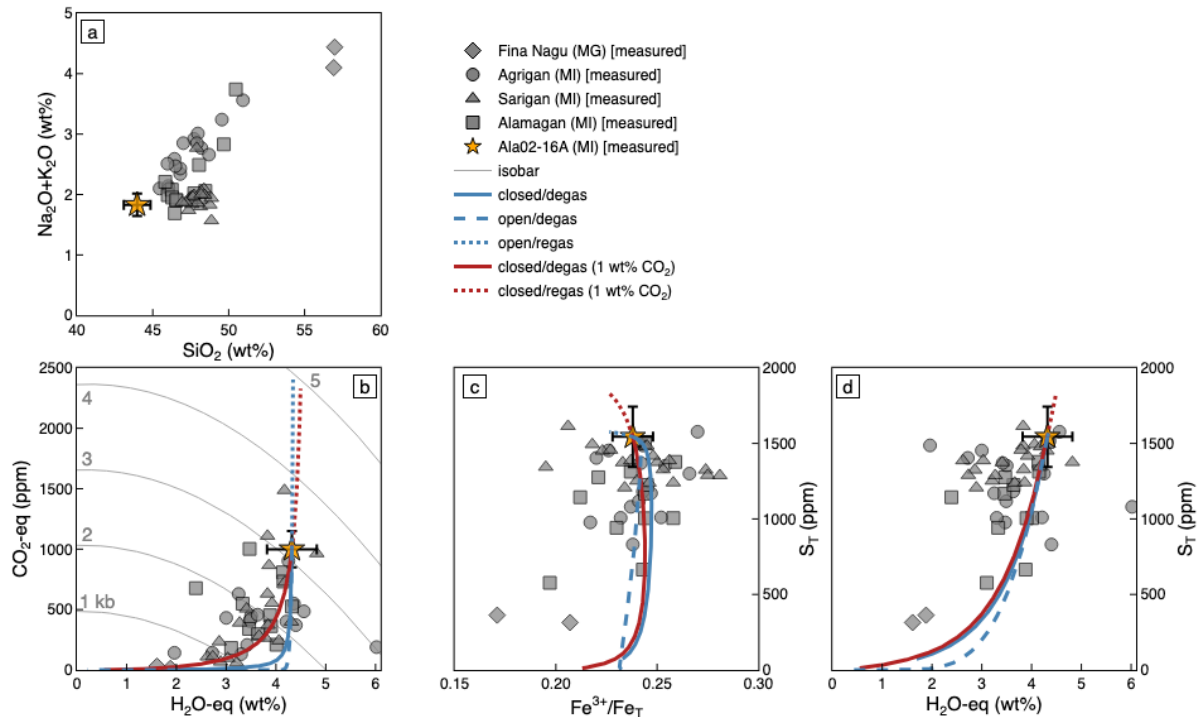 a
Na₂O+K₂O (wt%)
5
4
3
2
1
0
40
45
50
55
60
SiO₂ (wt%)
Fina Nagu (MG) [measured]
Agrigan (MI) [measured]
Sarigan (MI) [measured]
Alamagan (MI) [measured]
Ala02-16A (MI) [measured]
isobar
closed/degas
open/degas
open/regas
closed/degas (1 wt% CO₂)
closed/regas (1 wt% CO₂)
b
CO₂-eq (ppm)
2500
2000
1500
1000
500
0
5
4
3
2
1 kb
0
1
2
3
4
5
6
H₂O-eq (wt%)
c
2000
1500
1000
500
0
S_T (ppm)
0.15
0.20
0.25
0.30
Fe³⁺/Fe_T
d
2000
1500
1000
500
0
S_T (ppm)
0
1
2
3
4
5
6
H₂O-eq (wt%)